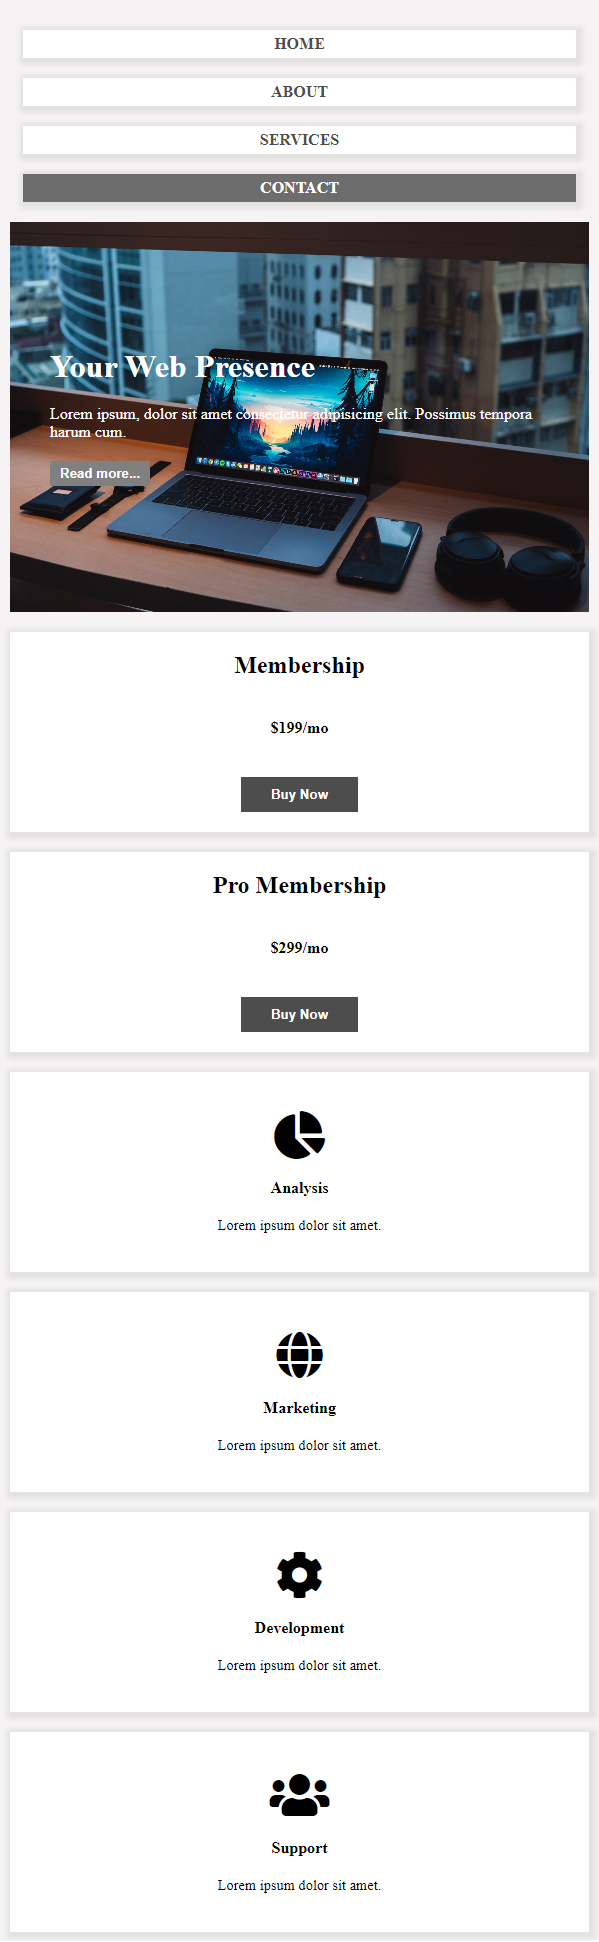 HOME
ABOUT
SERVICES
CONTACT
Your Web Presence
Lorem ipsum, dolor sit amet consectetur adipisicing elit. Possimus tempora
harum cum.
Read more...
Membership
$199/mo
Buy Now
Pro Membership
$299/mo
Buy Now
Analysis
Lorem ipsum dolor sit amet.
Marketing
Lorem ipsum dolor sit amet.
Development
Lorem ipsum dolor sit amet.
Support
Lorem ipsum dolor sit amet.